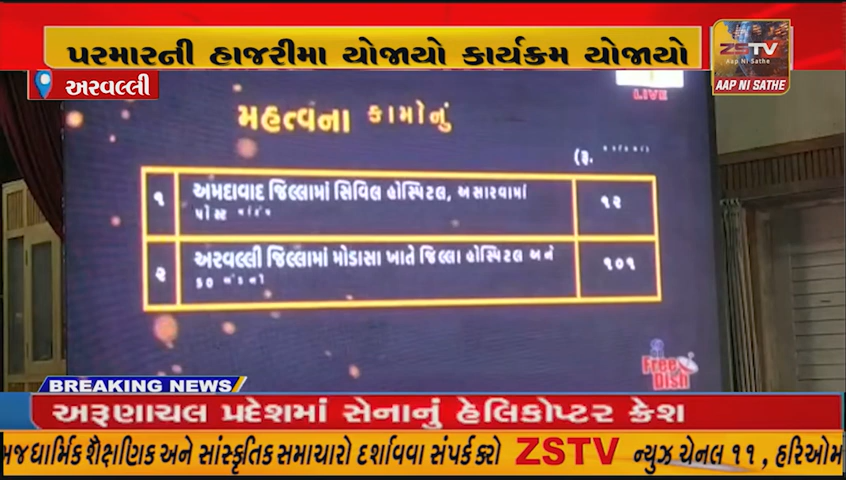 પરમારની હાજરીમા યોજાયો કાર્યક્રમ યોજાયો
ZSTV
Aap Ni Sathe
AAP NI SATHE
અરવલ્લી
LIVE
મહત્વના કામોનું
(રૂ.
૧ અમદાવાદ જિલ્લામાં સિવિલ હોસ્પિટલ, અસારવામાં ૧૨
પોસ્ટ
૨ અરવલ્લી જિલ્લામાં મોડાસા ખાતે જિલ્લા હોસ્પિટલ અને ૧૦૧
Free Dish
BREAKING NEWS
અરૂણાચલ પ્રદેશમાં સેનાનું હેલિકોપ્ટર ક્રેશ
મજધાર્મિક શૈક્ષણિક અને સાંસ્કૃતિક સમાચારો દર્શાવવા સંપર્ક કરો ZSTV ન્યુઝ ચેનલ ૧૧ , હરિઓમ